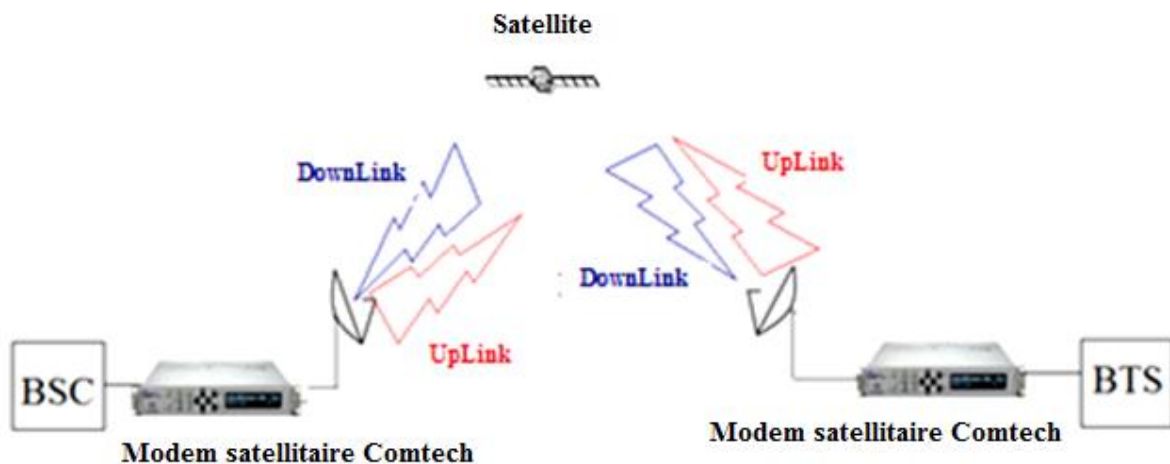 Satellite
DownLink
UpLink
DownLink
UpLink
BSC
BTS
Modem satellitaire Comtech
Modem satellitaire Comtech